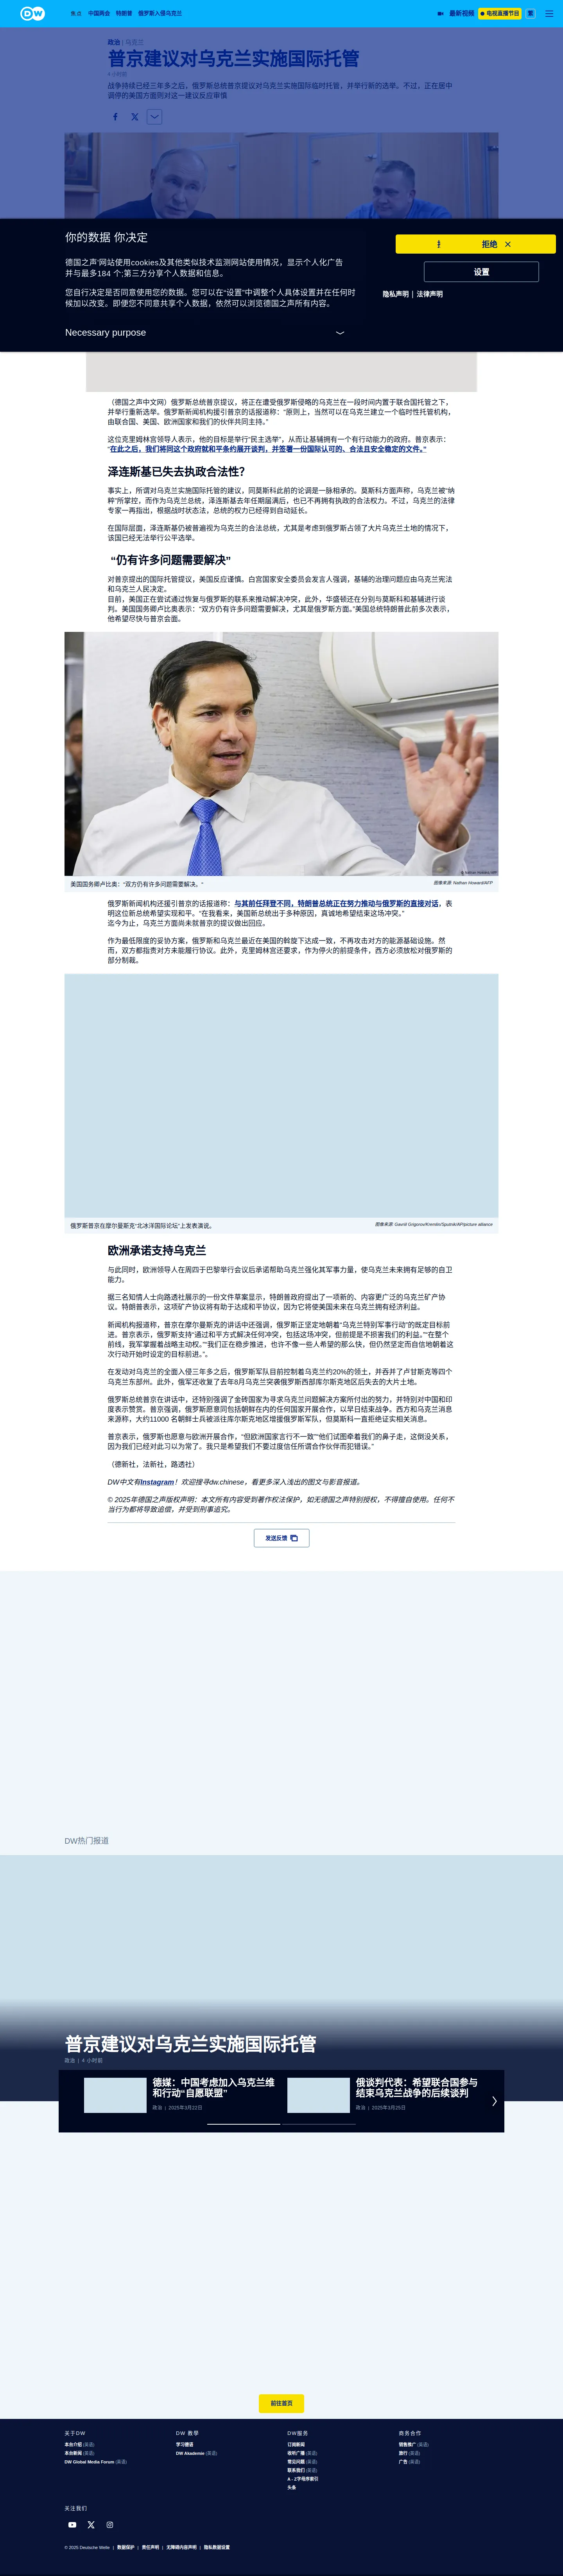 DW
焦点 中国两会 特朗普 俄罗斯入侵乌克兰
最新视频 电视直播节目 繁
政治 | 乌克兰
普京建议对乌克兰实施国际托管
4 小时前
战争持续已经三年多之后，俄罗斯总统普京提议对乌克兰实施国际临时托管，并举行新的选举。不过，正在居中
调停的美国方面则对这一建议反应审慎
你的数据 你决定
拒绝
设置
隐私声明 | 法律声明
德国之声 网站使用cookies及其他类似技术监测网站使用情况，显示个人化广告
并与最多184 个;第三方分享个人数据和信息。
您自行决定是否同意使用您的数据。您可以在“设置”中调整个人具体设置并在任何时
候加以改变。即便您不同意共享个人数据，依然可以浏览德国之声所有内容。
Necessary purpose
（德国之声中文网）俄罗斯总统普京提议，将正在遭受俄罗斯侵略的乌克兰在一段时间内置于联合国托管之下，
并举行重新选举。俄罗斯新闻机构援引普京的话报道称：“原则上，当然可以在乌克兰建立一个临时性托管机构，
由联合国、美国、欧洲国家和我们的伙伴共同主持。”
这位克里姆林宫领导人表示，他的目标是举行“民主选举”，从而让基辅拥有一个有行动能力的政府。普京表示：
“在此之后，我们将同这个政府就和平条约展开谈判，并签署一份国际认可的、合法且安全稳定的文件。”
泽连斯基已失去执政合法性？
事实上，所谓对乌克兰实施国际托管的建议，同莫斯科此前的论调是一脉相承的。莫斯科方面声称，乌克兰被“纳
粹”所掌控，而作为乌克兰总统，泽连斯基去年任期届满后，也已不再拥有执政的合法权力。不过，乌克兰的法律
专家一再指出，根据战时状态法，总统的权力已经得到自动延长。
在国际层面，泽连斯基仍被普遍视为乌克兰的合法总统，尤其是考虑到俄罗斯占领了大片乌克兰土地的情况下，
该国已经无法举行公平选举。
“仍有许多问题需要解决”
对普京提出的国际托管提议，美国反应谨慎。白宫国家安全委员会发言人强调，基辅的治理问题应由乌克兰宪法
和乌克兰人民决定。
目前，美国正在尝试通过恢复与俄罗斯的联系来推动解决冲突，此外，华盛顿还在分别与莫斯科和基辅进行谈
判。美国国务卿卢比奥表示：“双方仍有许多问题需要解决，尤其是俄罗斯方面。”美国总统特朗普此前多次表示，
他希望尽快与普京会面。
© Nathan Howard/AP
美国国务卿卢比奥：“双方仍有许多问题需要解决。”
图像来源: Nathan Howard/AFP
俄罗斯新闻机构还援引普京的话报道称：与其前任拜登不同，特朗普总统正在努力推动与俄罗斯的直接对话，表
明这位新总统希望实现和平。“在我看来，美国新总统出于多种原因，真诚地希望结束这场冲突。”
迄今为止，乌克兰方面尚未就普京的提议做出回应。
作为最低限度的妥协方案，俄罗斯和乌克兰最近在美国的斡旋下达成一致，不再攻击对方的能源基础设施。然
而，双方都指责对方未能履行协议。此外，克里姆林宫还要求，作为停火的前提条件，西方必须放松对俄罗斯的
部分制裁。
俄罗斯普京在摩尔曼斯克“北冰洋国际论坛”上发表演说。
图像来源: Gavriil Grigorov/Kremlin/Sputnik/AP/picture alliance
欧洲承诺支持乌克兰
与此同时，欧洲领导人在周四于巴黎举行会议后承诺帮助乌克兰强化其军事力量，使乌克兰未来拥有足够的自卫
能力。
据三名知情人士向路透社展示的一份文件草案显示，特朗普政府提出了一项新的、内容更广泛的乌克兰矿产协
议。特朗普表示，这项矿产协议将有助于达成和平协议，因为它将使美国未来在乌克兰拥有经济利益。
新闻机构报道称，普京在摩尔曼斯克的讲话中还强调，俄罗斯正坚定地朝着“乌克兰特别军事行动”的既定目标前
进。普京表示，俄罗斯支持“通过和平方式解决任何冲突，包括这场冲突，但前提是不损害我们的利益。”“在整个
前线，我军掌握着战略主动权。”“我们正在稳步推进，也许不像一些人希望的那么快，但仍然坚定而自信地朝着这
次行动开始时设定的目标前进。”。
在发动对乌克兰的全面入侵三年多之后，俄罗斯军队目前控制着乌克兰约20%的领土，并吞并了卢甘斯克等四个
乌克兰东部州。此外，俄军还收复了去年8月乌克兰突袭俄罗斯西部库尔斯克地区后失去的大片土地。
俄罗斯总统普京在讲话中，还特别强调了金砖国家为寻求乌克兰问题解决方案所付出的努力，并特别对中国和印
度表示赞赏。普京强调，俄罗斯愿意同包括朝鲜在内的任何国家开展合作，以早日结束战争。西方和乌克兰消息
来源称，大约11000 名朝鲜士兵被派往库尔斯克地区增援俄罗斯军队，但莫斯科一直拒绝证实相关消息。
普京表示，俄罗斯也愿意与欧洲开展合作，“但欧洲国家言行不一致”“他们试图牵着我们的鼻子走，这倒没关系，
因为我们已经对此习以为常了。我只是希望我们不要过度信任所谓合作伙伴而犯错误。”
（德新社，法新社，路透社）
DW中文有Instagram！欢迎搜寻dw.chinese，看更多深入浅出的图文与影音报道。
© 2025年德国之声版权声明：本文所有内容受到著作权法保护，如无德国之声特别授权，不得擅自使用。任何不
当行为都将导致追偿，并受到刑事追究。
发送反馈
DW热门报道
普京建议对乌克兰实施国际托管
政治 | 4 小时前
德媒：中国考虑加入乌克兰维
和行动“自愿联盟”
政治 | 2025年3月22日
俄谈判代表：希望联合国参与
结束乌克兰战争的后续谈判
政治 | 2025年3月25日
前往首页
关于DW
本台介绍 (英语)
本台新闻 (英语)
DW Global Media Forum (英语)
DW 教學
学习德语
DW Akademie (英语)
DW服务
订阅新闻
收听广播 (英语)
常见问题 (英语)
联系我们 (英语)
A - Z字母序索引
头条
商务合作
销售推广 (英语)
旅行 (英语)
广告 (英语)
关注我们
© 2025 Deutsche Welle | 数据保护 | 责任声明 | 无障碍内容声明 | 隐私数据设置